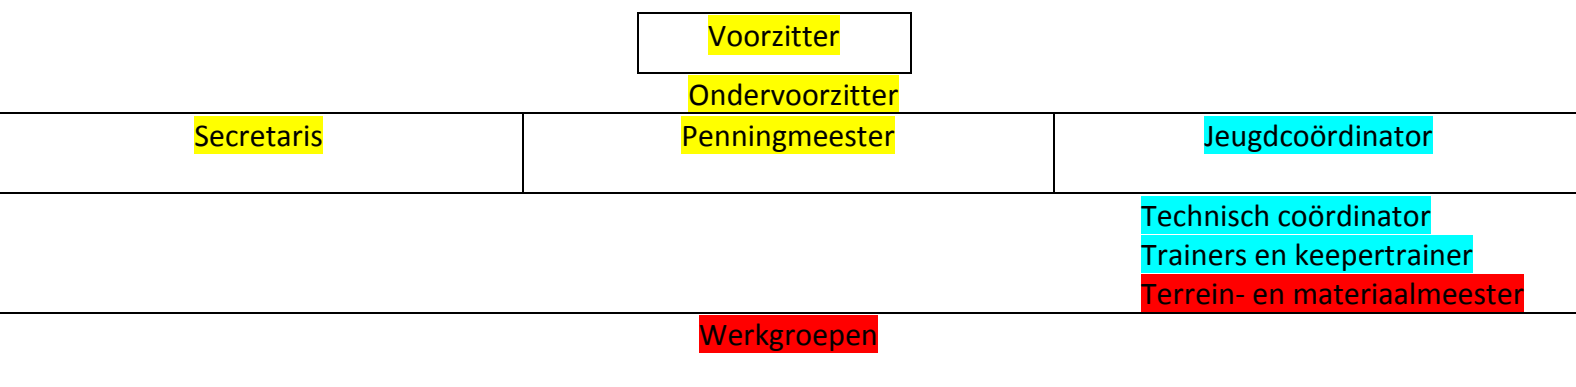 Voorzitter
Ondervoorzitter
Secretaris
Penningmeester
Jeugdcoördinator
Technisch coördinator
Trainers en keepertrainer
Terrein- en materiaalmeester
Werkgroepen